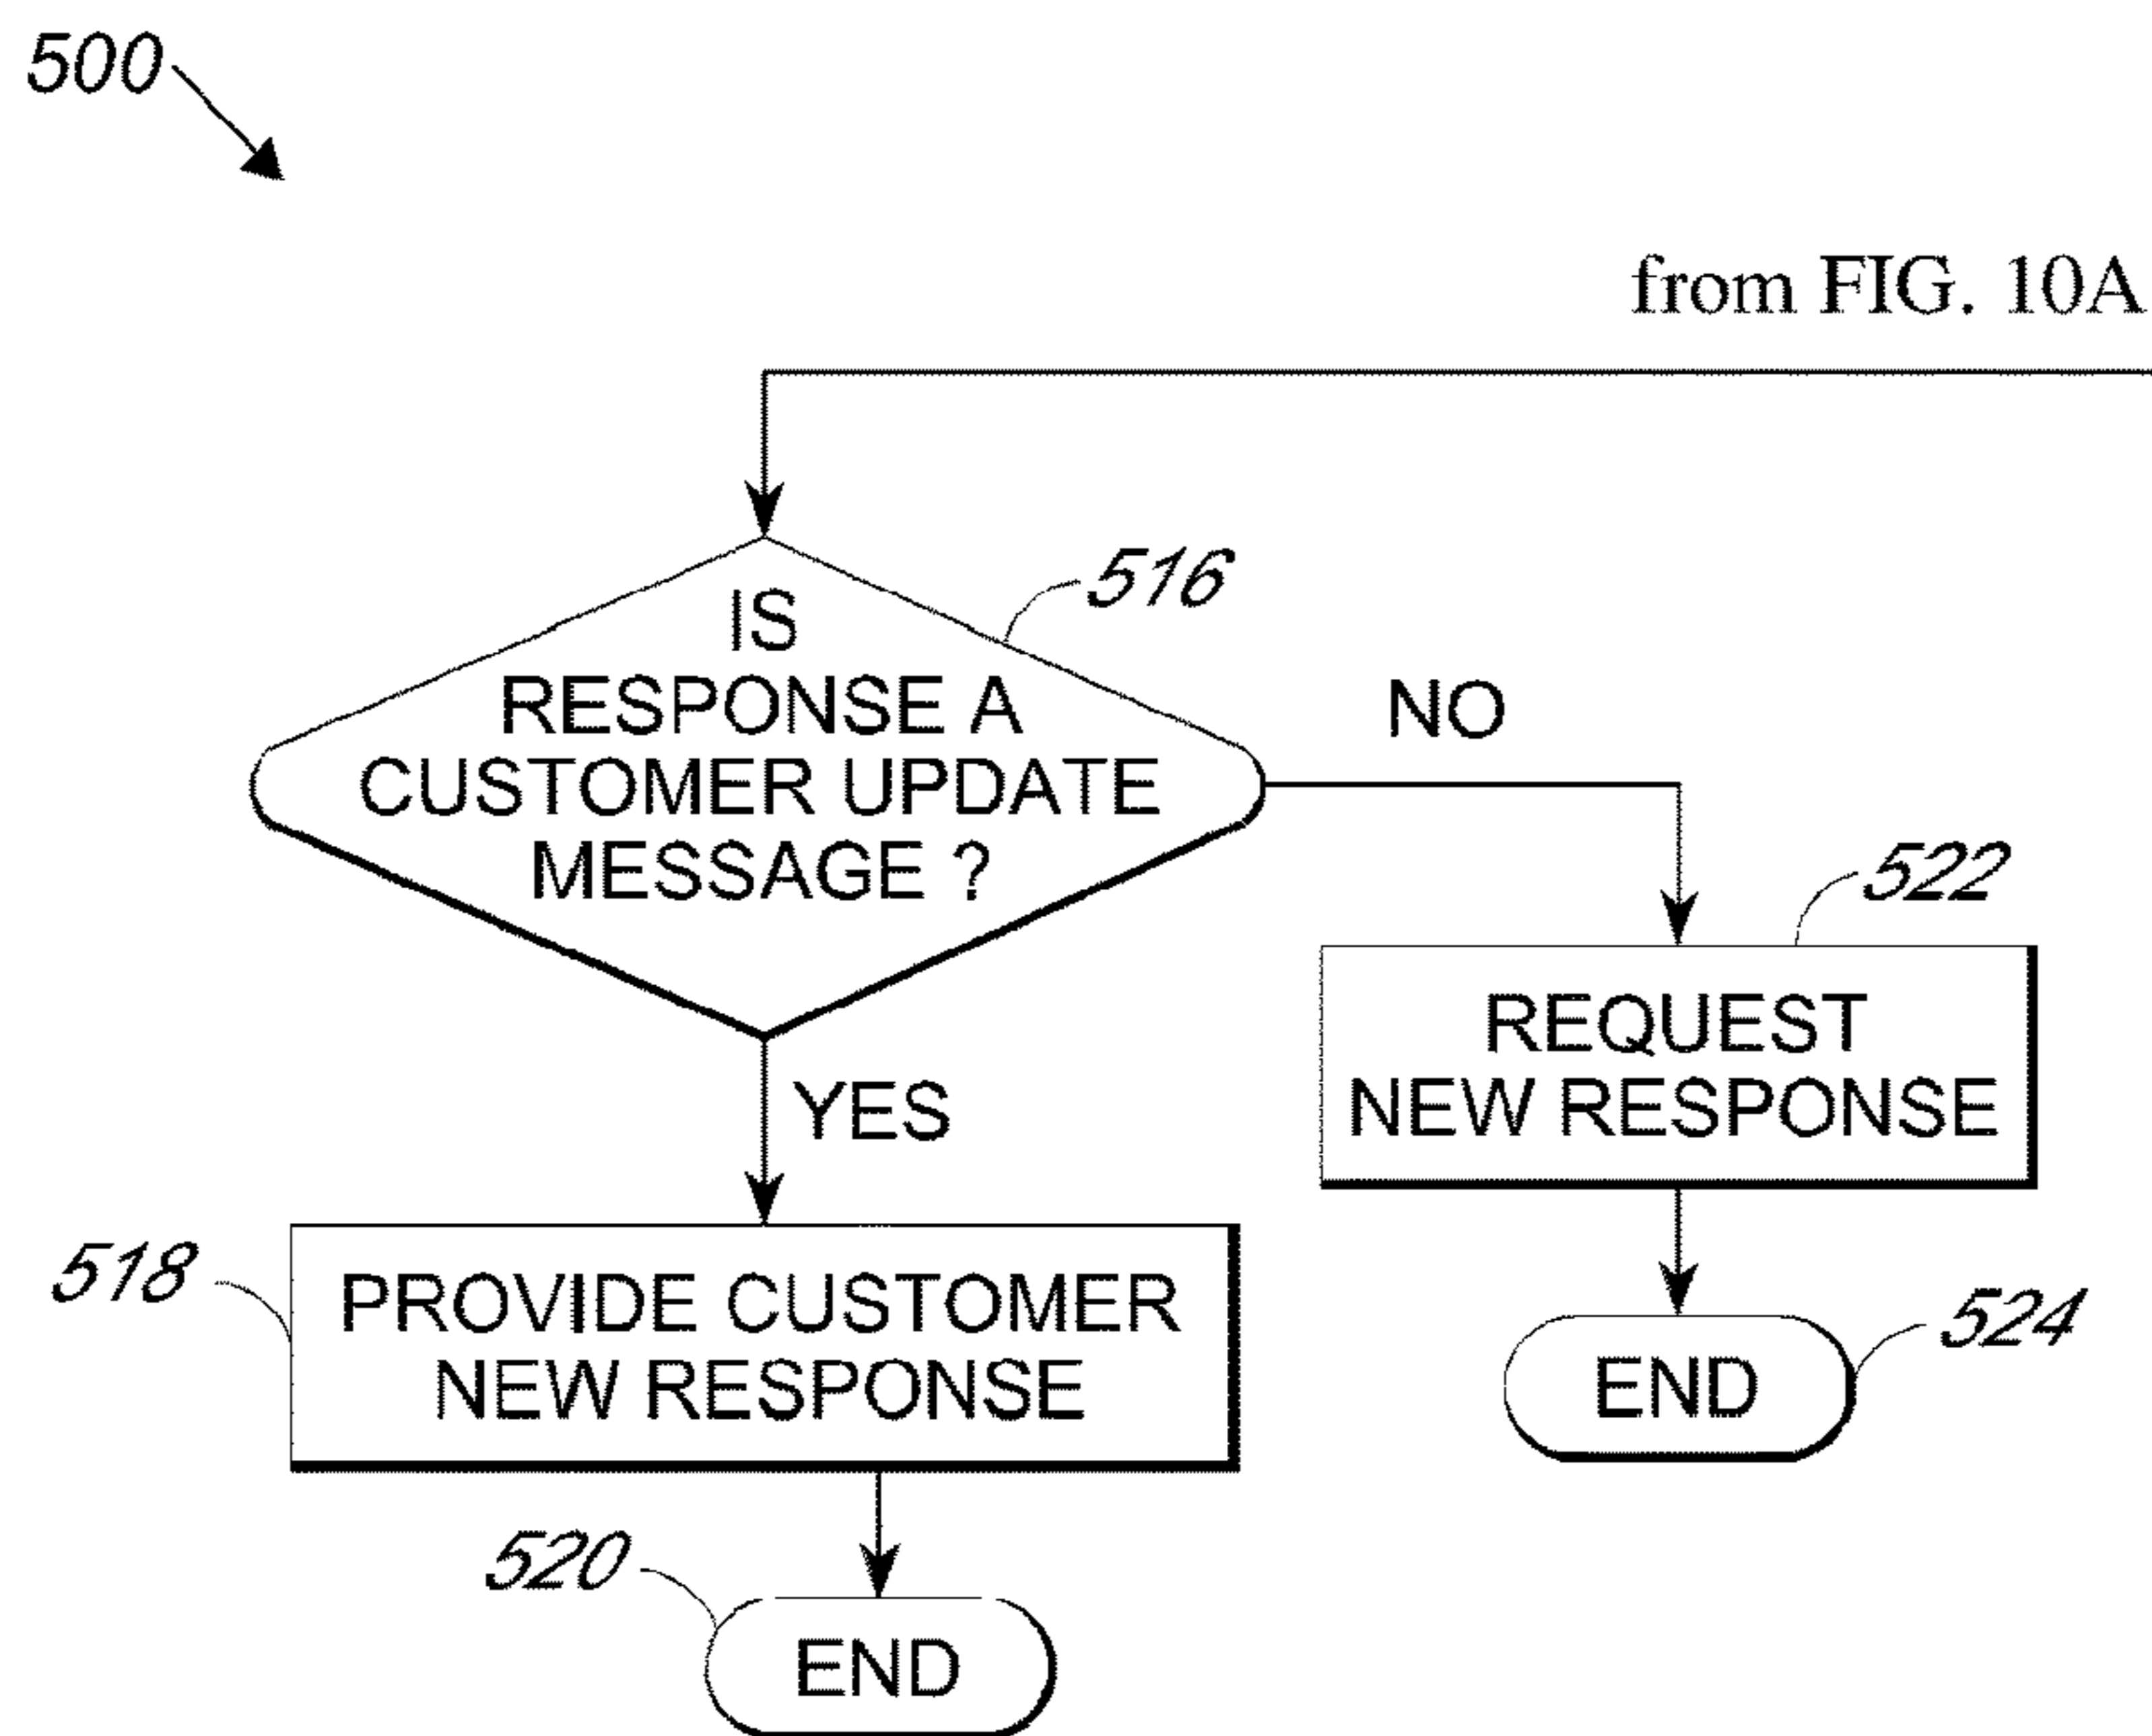 500
from FIG. 10A
516
IS
RESPONSE A
CUSTOMER UPDATE
MESSAGE ?
NO
522
REQUEST
NEW RESPONSE
YES
518
PROVIDE CUSTOMER
NEW RESPONSE
524
END
520
END